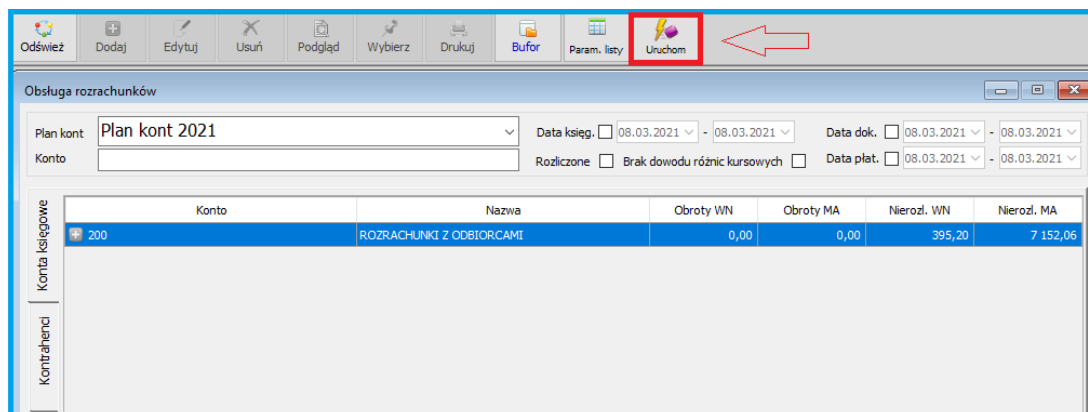 Odśwież Dodaj Edytuj Usuń Podgląd Wybierz Drukuj Bufor Param. listy Uruchom
Obsługa rozrachunków
Plan kont Plan kont 2021 Data księg. 08.03.2021 - 08.03.2021 Data dok. 08.03.2021 - 08.03.2021
Konto Rozliczone Brak dowodu różnic kursowych Data płat. 08.03.2021 - 08.03.2021
Konta księgowe
Kontrahenci
Konto Nazwa Obroty WN Obroty MA Nierozl. WN Nierozl. MA
200 ROZRACHUNKI Z ODBIORCAMI 0,00 0,00 395,20 7 152,06